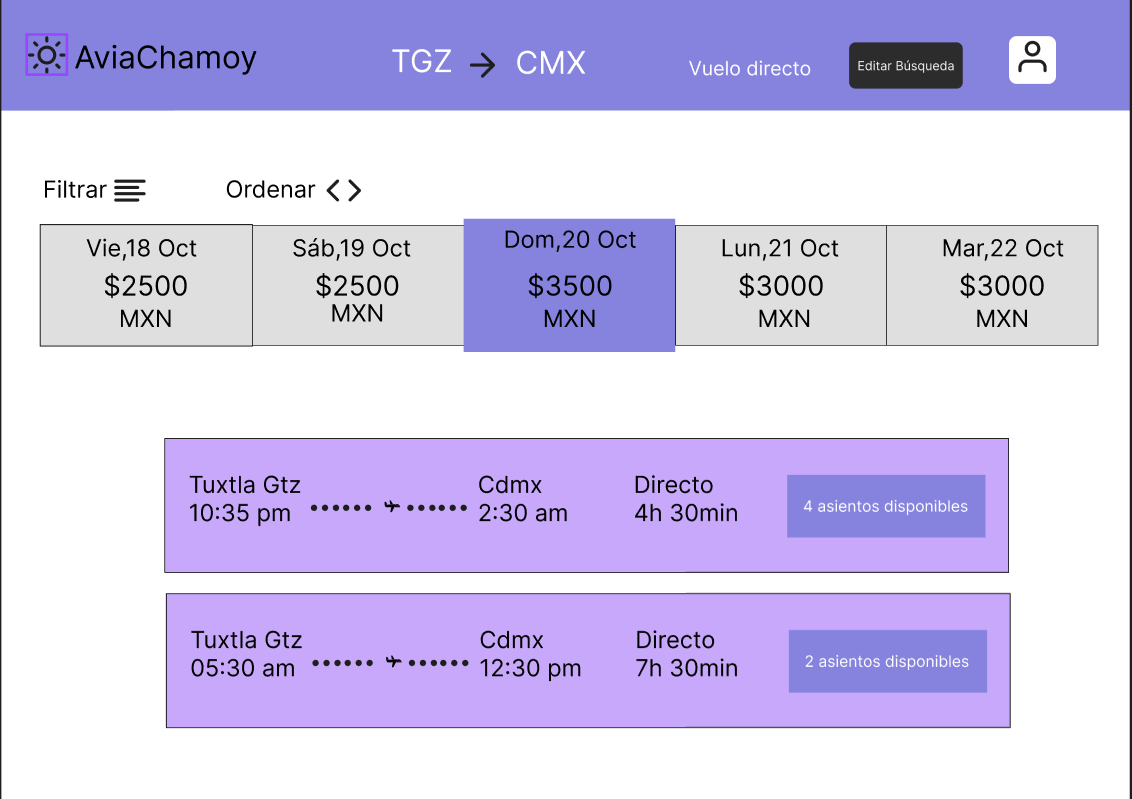 AviaChamoy
TGZ → CMX
Vuelo directo
Editar Búsqueda
Filtrar
Ordenar
Vie,18 Oct
$2500
MXN
Sáb,19 Oct
$2500
MXN
Dom,20 Oct
$3500
MXN
Lun,21 Oct
$3000
MXN
Mar,22 Oct
$3000
MXN
Tuxtla Gtz
10:35 pm
Cdmx
2:30 am
Directo
4h 30min
4 asientos disponibles
Tuxtla Gtz
05:30 am
Cdmx
12:30 pm
Directo
7h 30min
2 asientos disponibles